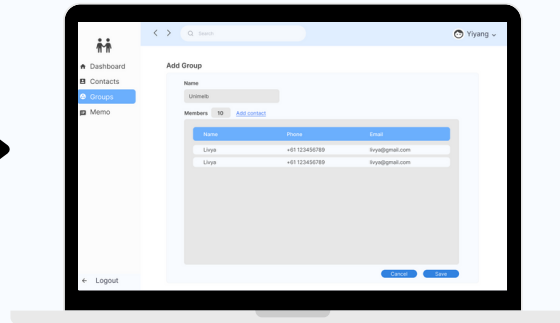 Search
Yiyang
Dashboard
Contacts
Groups
Memo
Logout
Add Group
Name
Unimelb
Members 10 Add contact
Name Phone Email
Livya +61 123456789 livya@gmail.com
Livya +61 123456789 livya@gmail.com
Cancel Save